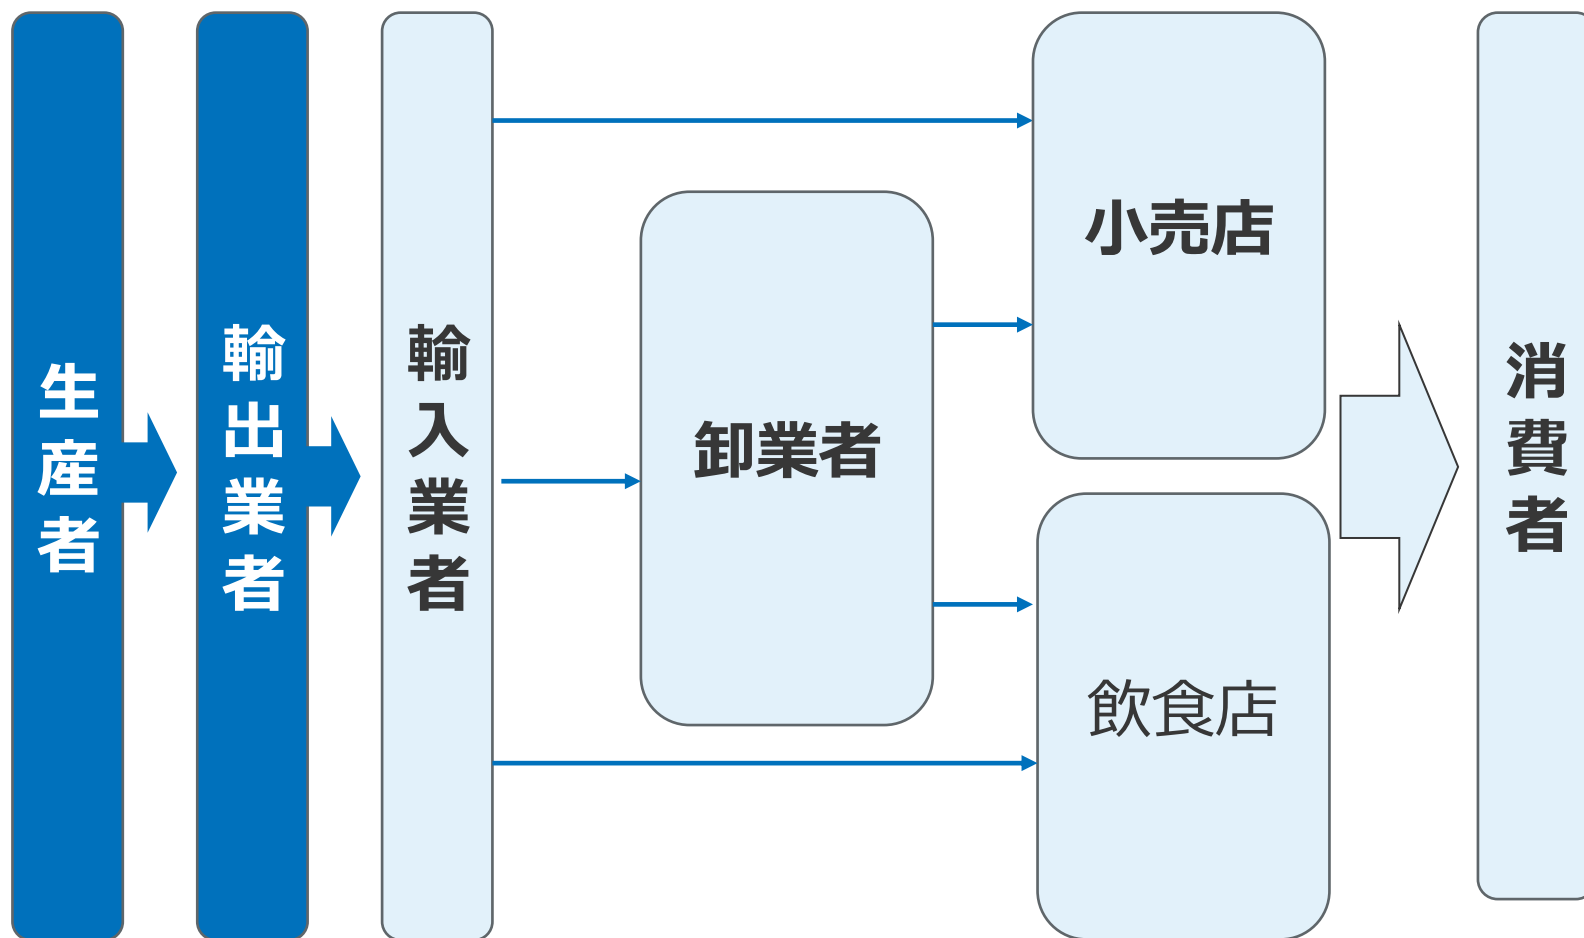 生産者
輸出業者
輸入業者
卸業者
小売店
飲食店
消費者